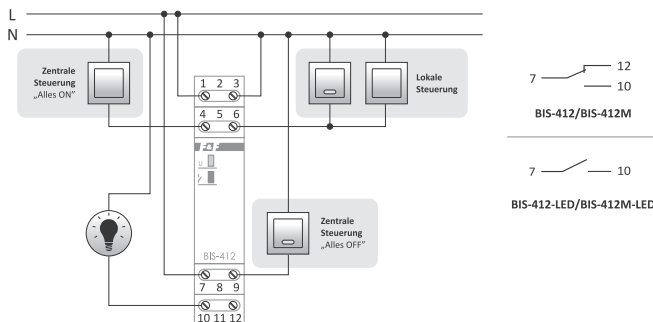 L
N
Zentrale
Steuerung
„Alles ON”
1 2 3
4 5 6
Lokale
Steuerung
12
7
10
BIS-412/BIS-412M
F&F
U
7 10
BIS-412-LED/BIS-412M-LED
Zentrale
Steuerung
„Alles OFF”
BIS-412
7 8 9
10 11 12